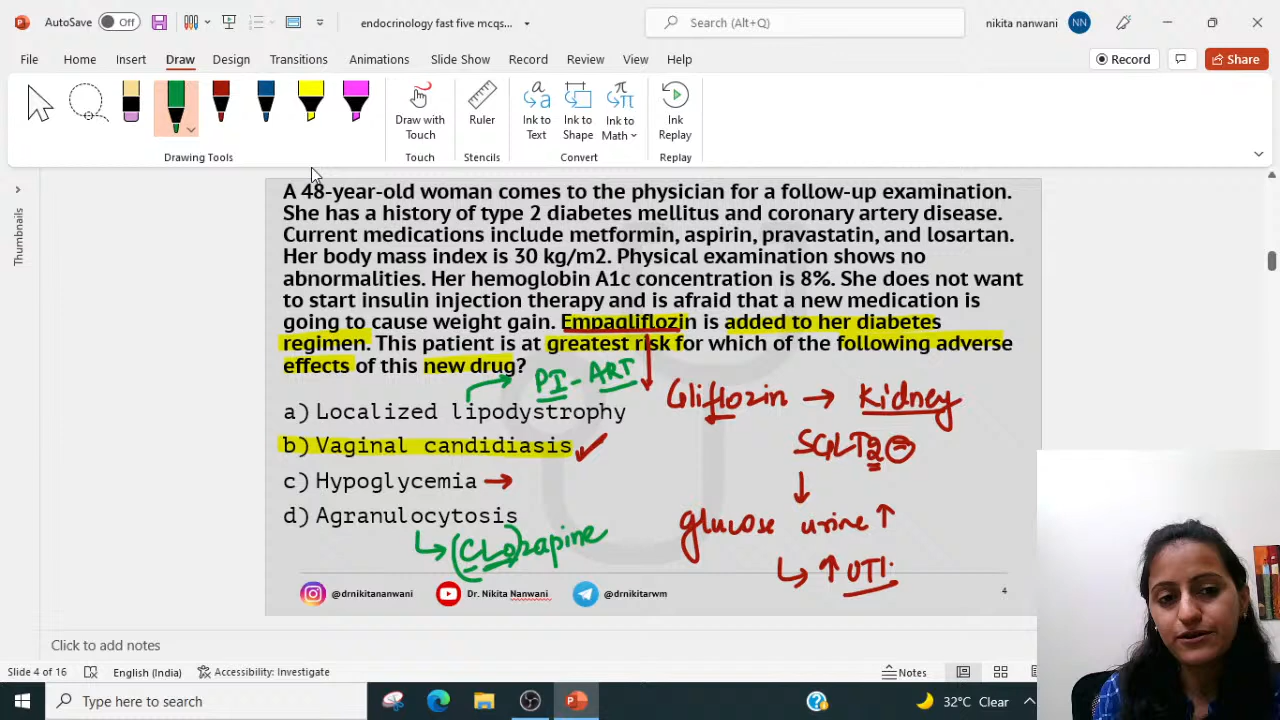 AutoSave Off endocrinology fast five mcqs... Search (Alt+Q) nikita nanwani NN
File Home Insert Draw Design Transitions Animations Slide Show Record Review View Help Record Share
Draw with Touch Ruler Ink to Text Ink to Shape Ink to Math Ink Replay
Drawing Tools Touch Stencils Convert Replay
Thumbnails
A 48-year-old woman comes to the physician for a follow-up examination.
She has a history of type 2 diabetes mellitus and coronary artery disease.
Current medications include metformin, aspirin, pravastatin, and losartan.
Her body mass index is 30 kg/m2. Physical examination shows no
abnormalities. Her hemoglobin A1c concentration is 8%. She does not want
to start insulin injection therapy and is afraid that a new medication is
going to cause weight gain. Empagliflozin is added to her diabetes
regimen. This patient is at greatest risk for which of the following adverse
effects of this new drug?
PI - ART
a) Localized lipodystrophy
Gliflozin → Kidney
b) Vaginal candidiasis
SGLT2 ⊖
c) Hypoglycemia →
d) Agranulocytosis
glucose urine ↑
(CLO)zapine
↑ UTI
@drnikitananwani Dr. Nikita Nanwani @drnikitarwm 4
Click to add notes
Slide 4 of 16 English (India) Accessibility: Investigate Notes
Type here to search 32°C Clear